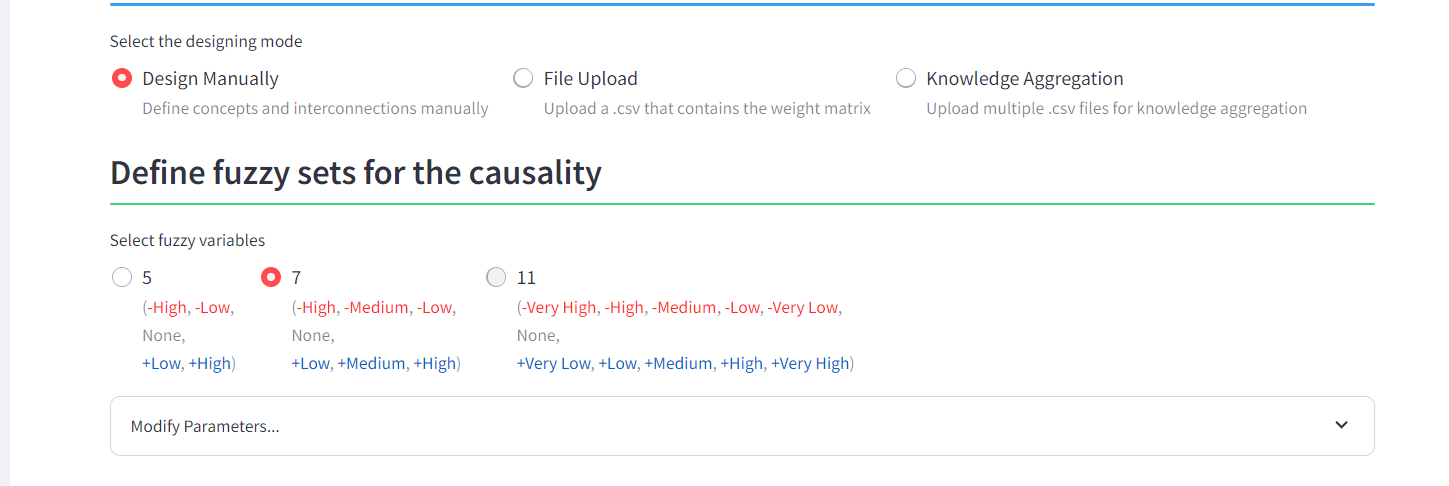 Select the designing mode
Design Manually
Define concepts and interconnections manually
File Upload
Upload a .csv that contains the weight matrix
Knowledge Aggregation
Upload multiple .csv files for knowledge aggregation
Define fuzzy sets for the causality
Select fuzzy variables
5
(-High, -Low,
None,
+Low, +High)
7
(-High, -Medium, -Low,
None,
+Low, +Medium, +High)
11
(-Very High, -High, -Medium, -Low, -Very Low,
None,
+Very Low, +Low, +Medium, +High, +Very High)
Modify Parameters...